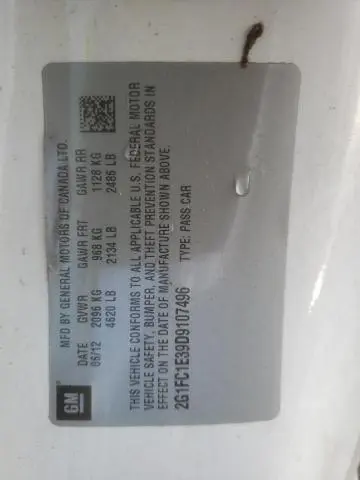 GM
MFD BY GENERAL MOTORS OF CANADA LTD.
DATE GVWR GAWR FRT GAWR RR
06/12 2096 KG 968 KG 1128 KG
4620 LB 2134 LB 2486 LB
THIS VEHICLE CONFORMS TO ALL APPLICABLE U.S. FEDERAL MOTOR
VEHICLE SAFETY, BUMPER, AND THEFT PREVENTION STANDARDS IN
EFFECT ON THE DATE OF MANUFACTURE SHOWN ABOVE.
2G1FC1E39D9107496 TYPE: PASS CAR